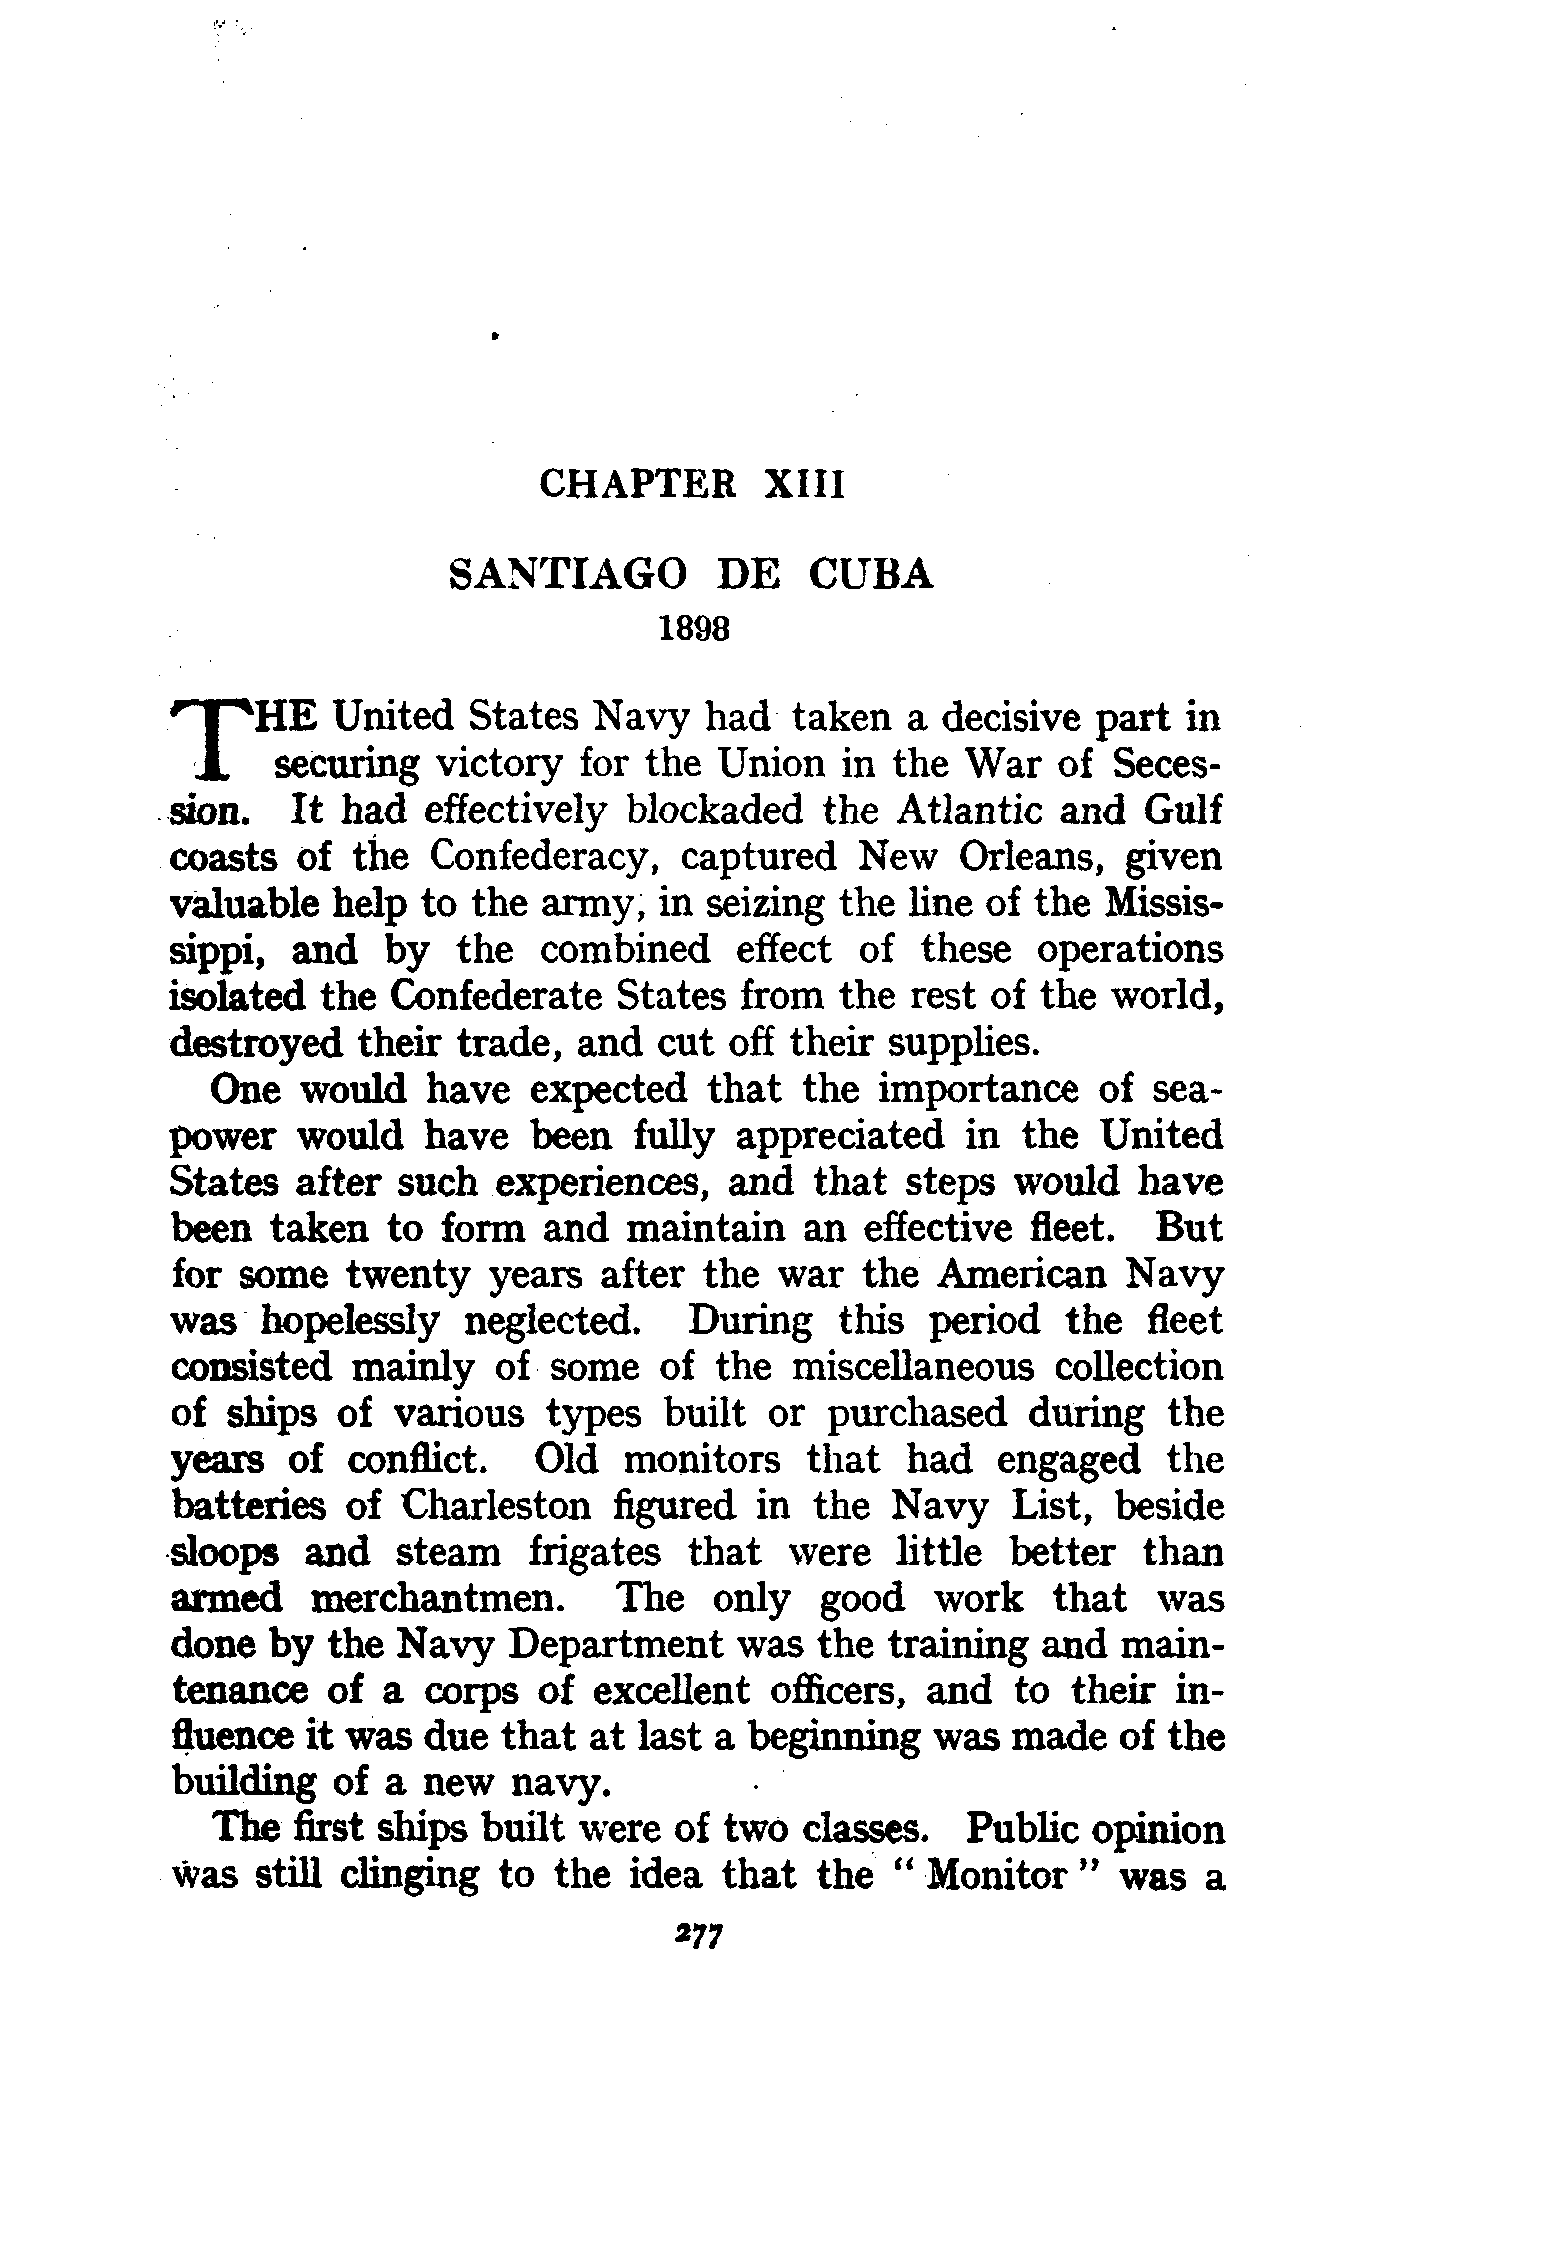 CHAPTER XIII
SANTIAGO DE CUBA
1898
THE United States Navy had taken a decisive part in
securing victory for the Union in the War of Seces-
sion. It had effectively blockaded the Atlantic and Gulf
coasts of the Confederacy, captured New Orleans, given
valuable help to the army, in seizing the line of the Missis-
sippi, and by the combined effect of these operations
isolated the Confederate States from the rest of the world,
destroyed their trade, and cut off their supplies.
One would have expected that the importance of sea-
power would have been fully appreciated in the United
States after such experiences, and that steps would have
been taken to form and maintain an effective fleet. But
for some twenty years after the war the American Navy
was hopelessly neglected. During this period the fleet
consisted mainly of some of the miscellaneous collection
of ships of various types built or purchased during the
years of conflict. Old monitors that had engaged the
batteries of Charleston figured in the Navy List, beside
sloops and steam frigates that were little better than
armed merchantmen. The only good work that was
done by the Navy Department was the training and main-
tenance of a corps of excellent officers, and to their in-
fluence it was due that at last a beginning was made of the
building of a new navy.
The first ships built were of two classes. Public opinion
was still clinging to the idea that the " Monitor " was a
277